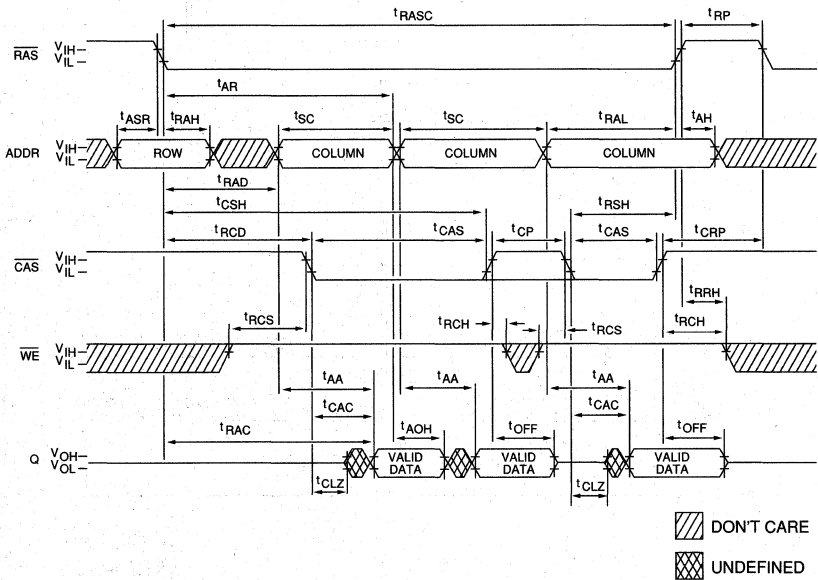 tRASC tRP
RAS VIH
VIL
tAR
tASR tRAH tSC tSC tRAL tAH
ADDR VIH
VIL
ROW COLUMN COLUMN COLUMN
tRAD
tCSH tRSH
tRCD tCAS tCP tCAS tCRP
CAS VIH
VIL
tRRH
tRCS tRCH tRCS tRCH
WE VIH
VIL
tAA tAA tAA
tCAC tCAC
tRAC tAOH tOFF tOFF
Q VOH
VOL
VALID DATA VALID DATA VALID DATA
tCLZ tCLZ
DON'T CARE
UNDEFINED